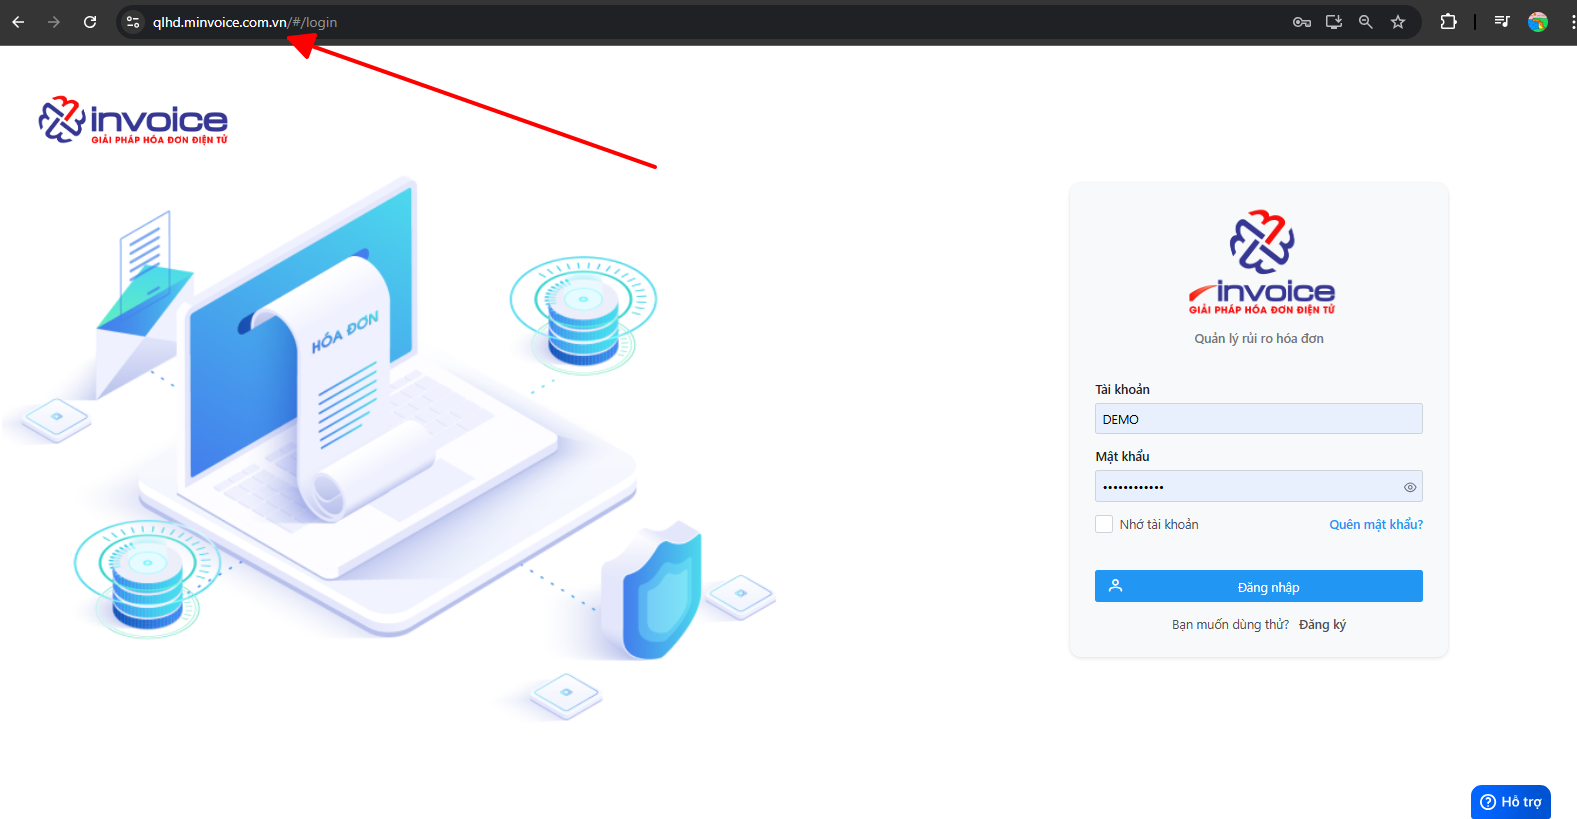 qlhd.minvoice.com.vn/#/login
invoice
GIẢI PHÁP HÓA ĐƠN ĐIỆN TỬ
HÓA ĐƠN
invoice
GIẢI PHÁP HÓA ĐƠN ĐIỆN TỬ
Quản lý rủi ro hóa đơn
Tài khoản
DEMO
Mật khẩu
••••••••••••
Nhớ tài khoản
Quên mật khẩu?
Đăng nhập
Bạn muốn dùng thử? Đăng ký
Hỗ trợ